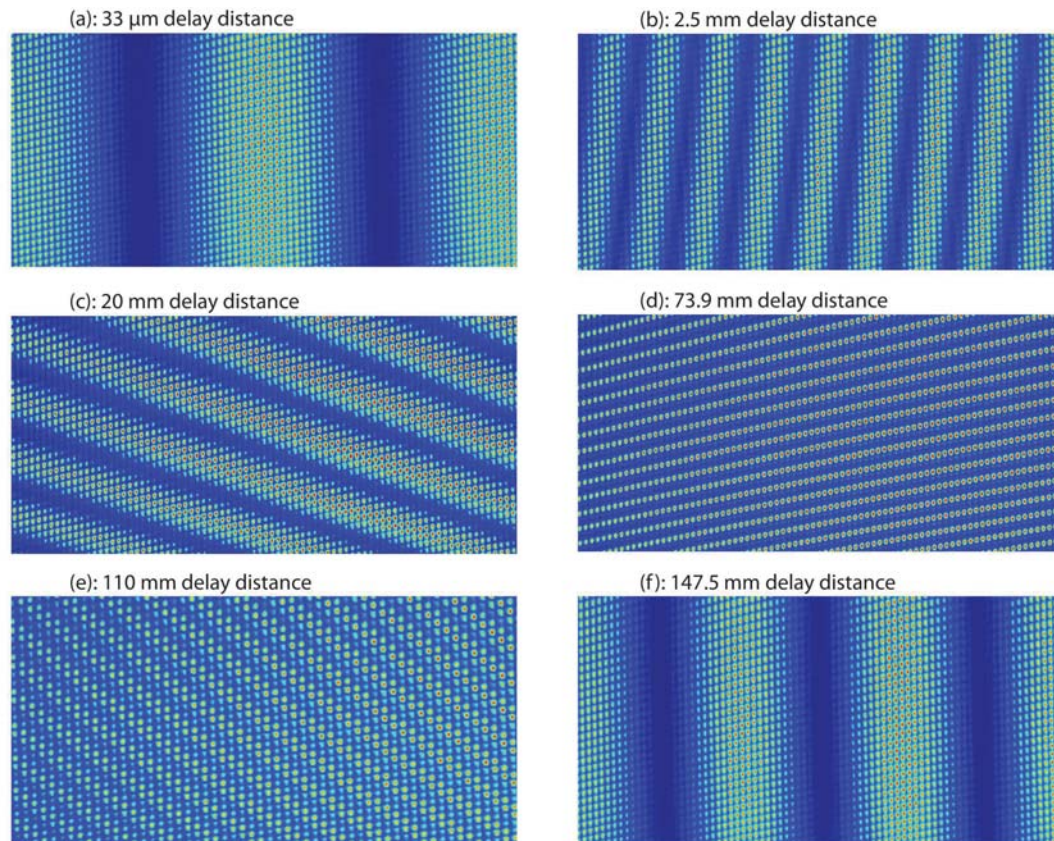 (a): 33 µm delay distance
(b): 2.5 mm delay distance
(c): 20 mm delay distance
(d): 73.9 mm delay distance
(e): 110 mm delay distance
(f): 147.5 mm delay distance